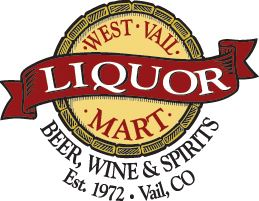 ·WEST·VAIL·
LIQUOR
·MART·
BEER, WINE & SPIRITS
Est. 1972 · Vail, CO